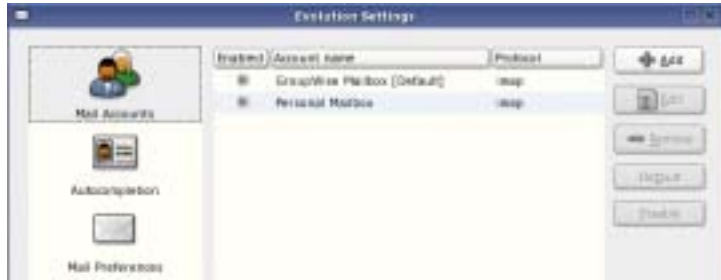 Evolution Settings
Mail Accounts
Autocompletion
Mail Preferences
Enabled Account name Protocol
GroupWise Mailbox [Default] imap
Personal Mailbox imap
Add
Edit
Remove
Default
Disable